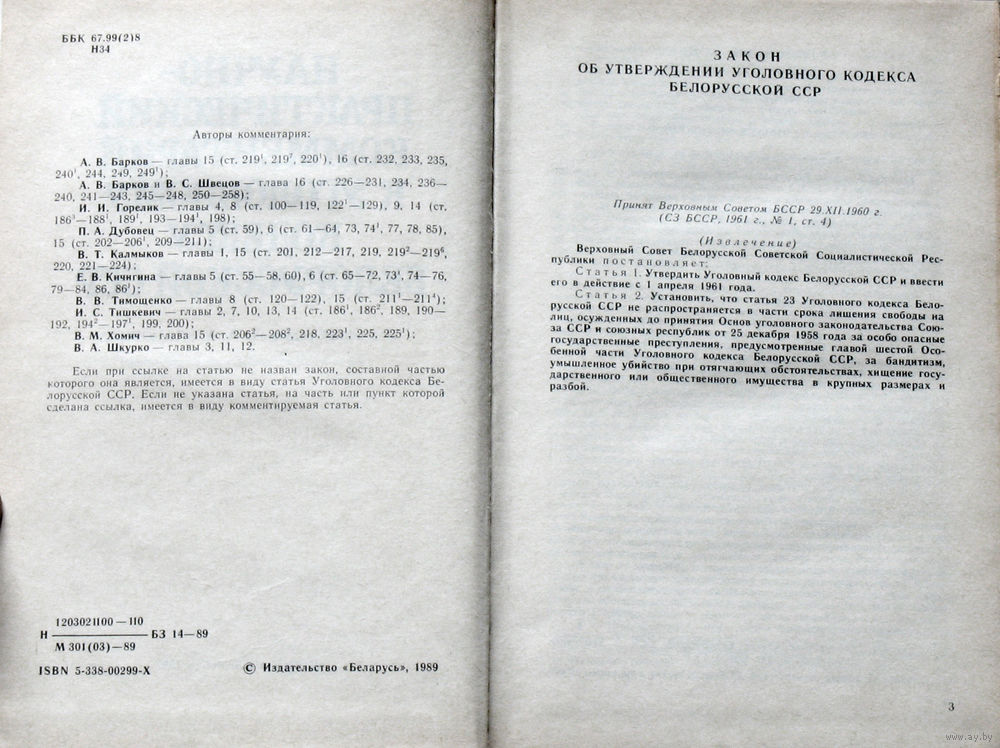 ББК 67.99(2)8
Н34
Авторы комментария:
А. В. Барков — главы 15 (ст. 219¹, 219⁷, 220¹), 16 (ст. 232, 233, 235,
240¹, 244, 249, 249¹);
А. В. Барков и В. С. Швецов — глава 16 (ст. 226—231, 234, 236—
240, 241—243, 245—248, 250—258);
И. И. Горелик — главы 4, 8 (ст. 100—119, 122¹—129), 9, 14 (ст.
186³—188¹, 189¹, 193—194¹, 198);
П. А. Дубовец — главы 5 (ст. 59), 6 (ст. 61—64, 73, 74¹, 77, 78, 85),
15 (ст. 202—206¹, 209—211);
В. Т. Калмыков — главы 1, 15 (ст. 201, 212—217, 219, 219²—219⁶,
220, 221—224);
Е. В. Кичигина — главы 5 (ст. 55—58, 60), 6 (ст. 65—72, 73¹, 74—76,
79—84, 86, 86¹);
В. В. Тимощенко — главы 8 (ст. 120—122), 15 (ст. 211¹—211⁴);
И. С. Тишкевич — главы 2, 7, 10, 13, 14 (ст. 186¹, 186², 189, 190—
192, 194²—197¹, 199, 200);
В. М. Хомич — глава 15 (ст. 206²—208², 218, 223¹, 225, 225¹);
В. А. Шкурко — главы 3, 11, 12.
Если при ссылке на статью не назван закон, составной частью
которого она является, имеется в виду статья Уголовного кодекса Бе-
лорусской ССР. Если не указана статья, на часть или пункт которой
сделана ссылка, имеется в виду комментируемая статья.
1203021100—110
Н БЗ 14—89
М 301(03)—89
ISBN 5-338-00299-X
© Издательство «Беларусь», 1989
ЗАКОН
ОБ УТВЕРЖДЕНИИ УГОЛОВНОГО КОДЕКСА
БЕЛОРУССКОЙ ССР
Принят Верховным Советом БССР 29.XII.1960 г.
(СЗ БССР, 1961 г., № 1, ст. 4)
(Извлечение)
Верховный Совет Белорусской Советской Социалистической Рес-
публики постановляет:
Статья 1. Утвердить Уголовный кодекс Белорусской ССР и ввести
его в действие с 1 апреля 1961 года.
Статья 2. Установить, что статья 23 Уголовного кодекса Бело-
русской ССР не распространяется в части срока лишения свободы на
лиц, осужденных до принятия Основ уголовного законодательства Сою-
за ССР и союзных республик от 25 декабря 1958 года за особо опасные
государственные преступления, предусмотренные главой шестой Осо-
бенной части Уголовного кодекса Белорусской ССР, за бандитизм,
умышленное убийство при отягчающих обстоятельствах, хищение госу-
дарственного или общественного имущества в крупных размерах и
разбой.
3
www.ay.by